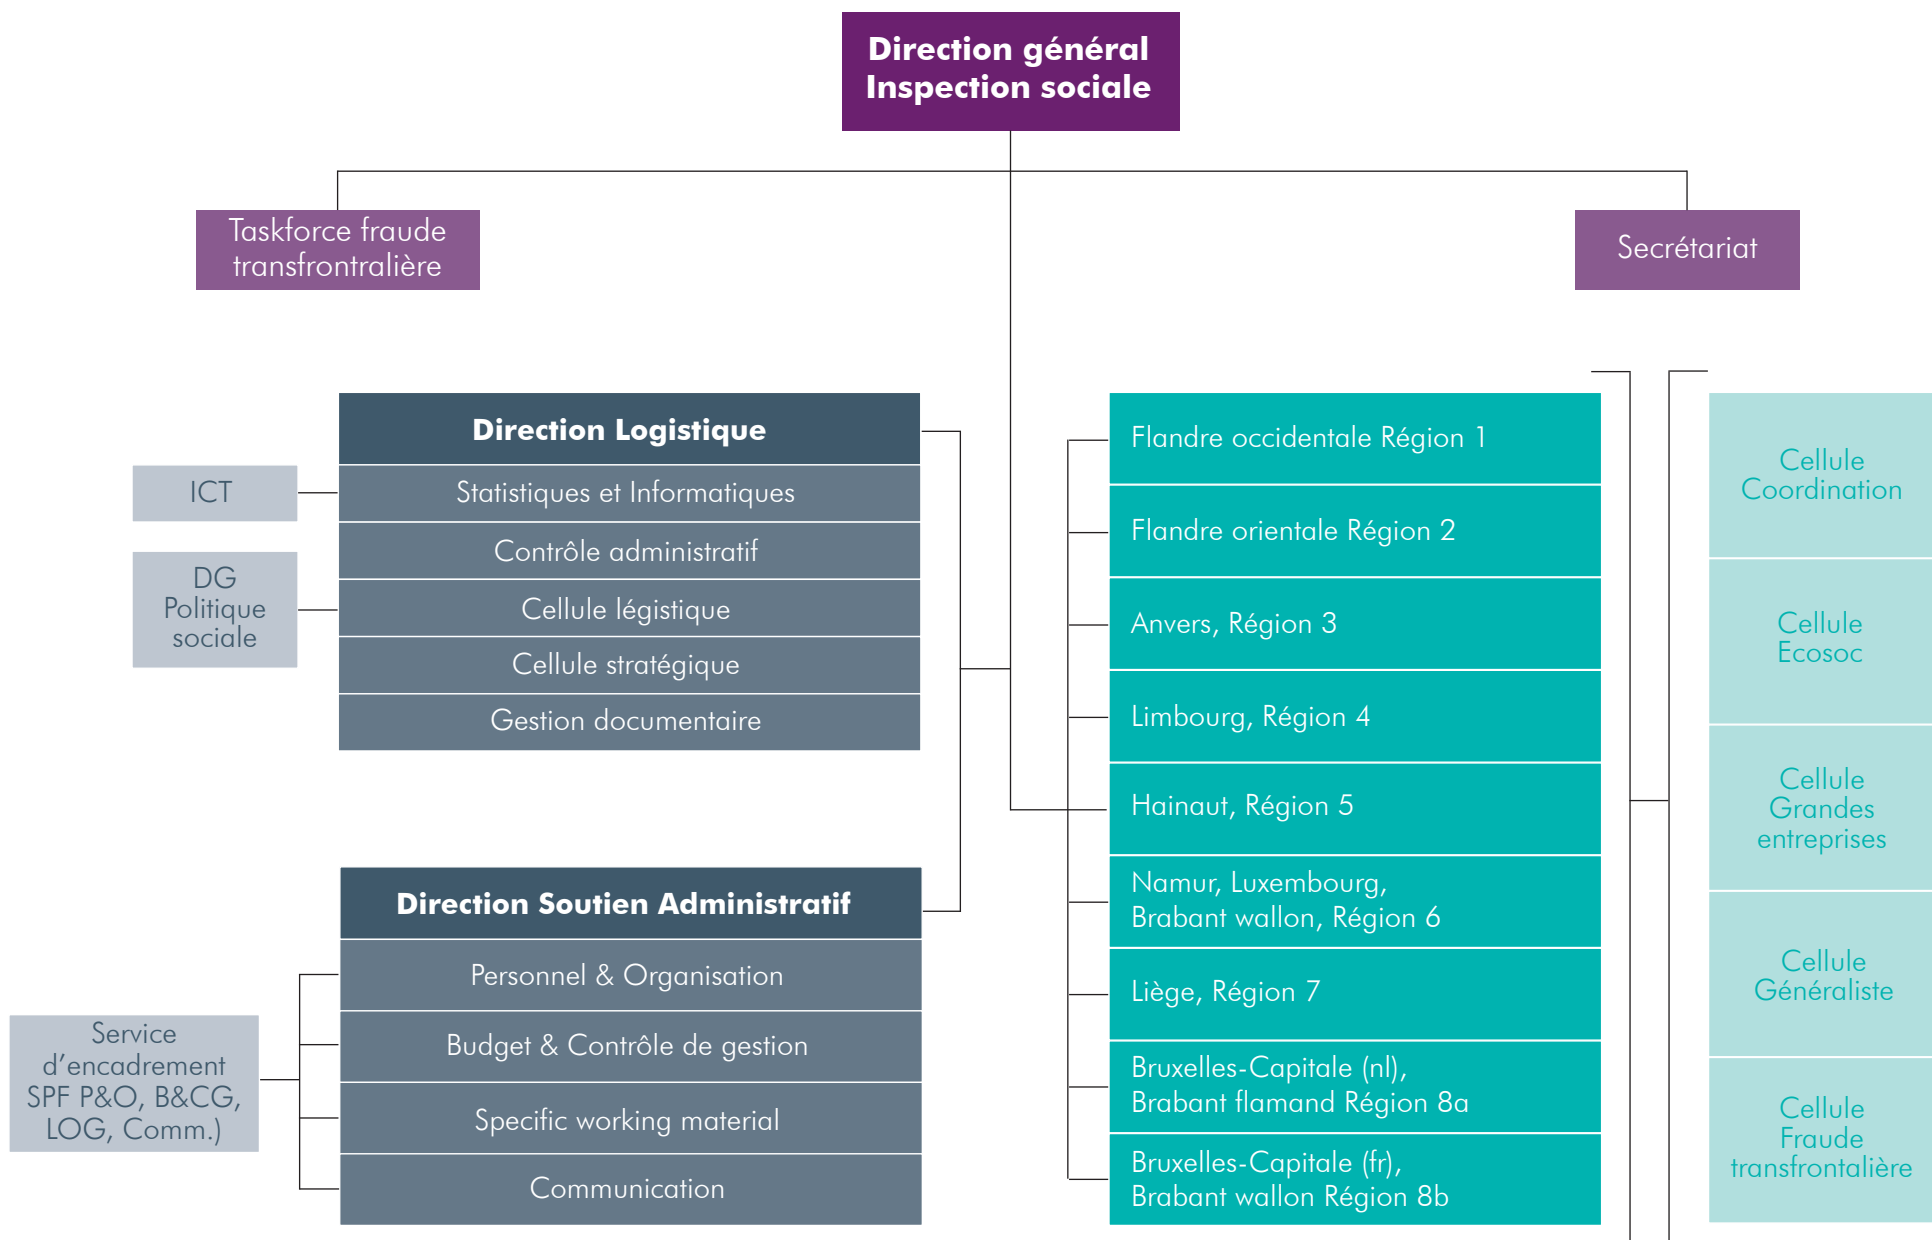 Direction général
Inspection sociale
Taskforce fraude
transfrontralière
Secrétariat
Direction Logistique
Statistiques et Informatiques
Contrôle administratif
Cellule légistique
Cellule stratégique
Gestion documentaire
ICT
DG
Politique
sociale
Direction Soutien Administratif
Personnel & Organisation
Budget & Contrôle de gestion
Specific working material
Communication
Service
d’encadrement
SPF P&O, B&CG,
LOG, Comm.)
Flandre occidentale Région 1
Flandre orientale Région 2
Anvers, Région 3
Limbourg, Région 4
Hainaut, Région 5
Namur, Luxembourg,
Brabant wallon, Région 6
Liège, Région 7
Bruxelles-Capitale (nl),
Brabant flamand Région 8a
Bruxelles-Capitale (fr),
Brabant wallon Région 8b
Cellule
Coordination
Cellule
Ecosoc
Cellule
Grandes
entreprises
Cellule
Généraliste
Cellule
Fraude
transfrontalière